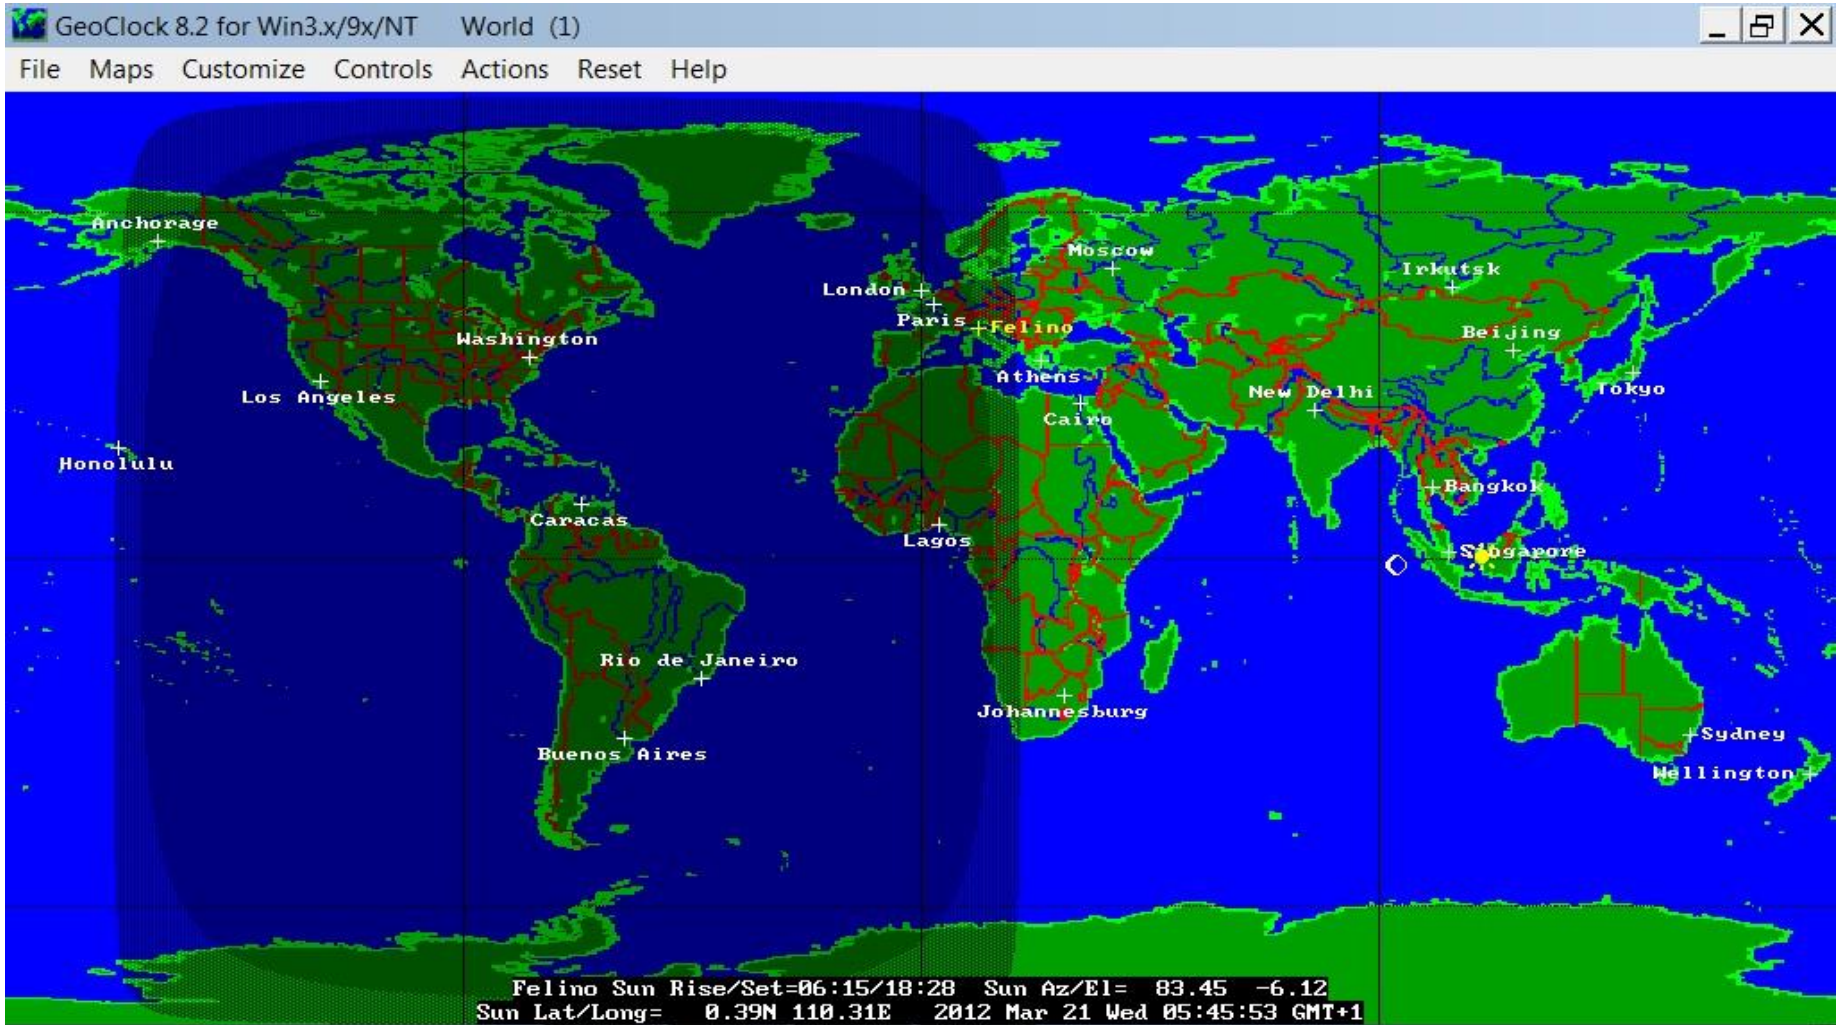 GeoClock 8.2 for Win3.x/9x/NT World (1)
File Maps Customize Controls Actions Reset Help
Anchorage
Moscow
Irkutsk
London
Paris
Felino
Beijing
Washington
Athens
Tokyo
New Delhi
Los Angeles
Cairo
Honolulu
Bangkok
Caracas
Lagos
Singapore
Rio de Janeiro
Johannesburg
Sydney
Buenos Aires
Wellington
Felino Sun Rise/Set=06:15/18:28 Sun Az/El= 83.45 -6.12
Sun Lat/Long= 0.39N 110.31E 2012 Mar 21 Wed 05:45:53 GMT+1